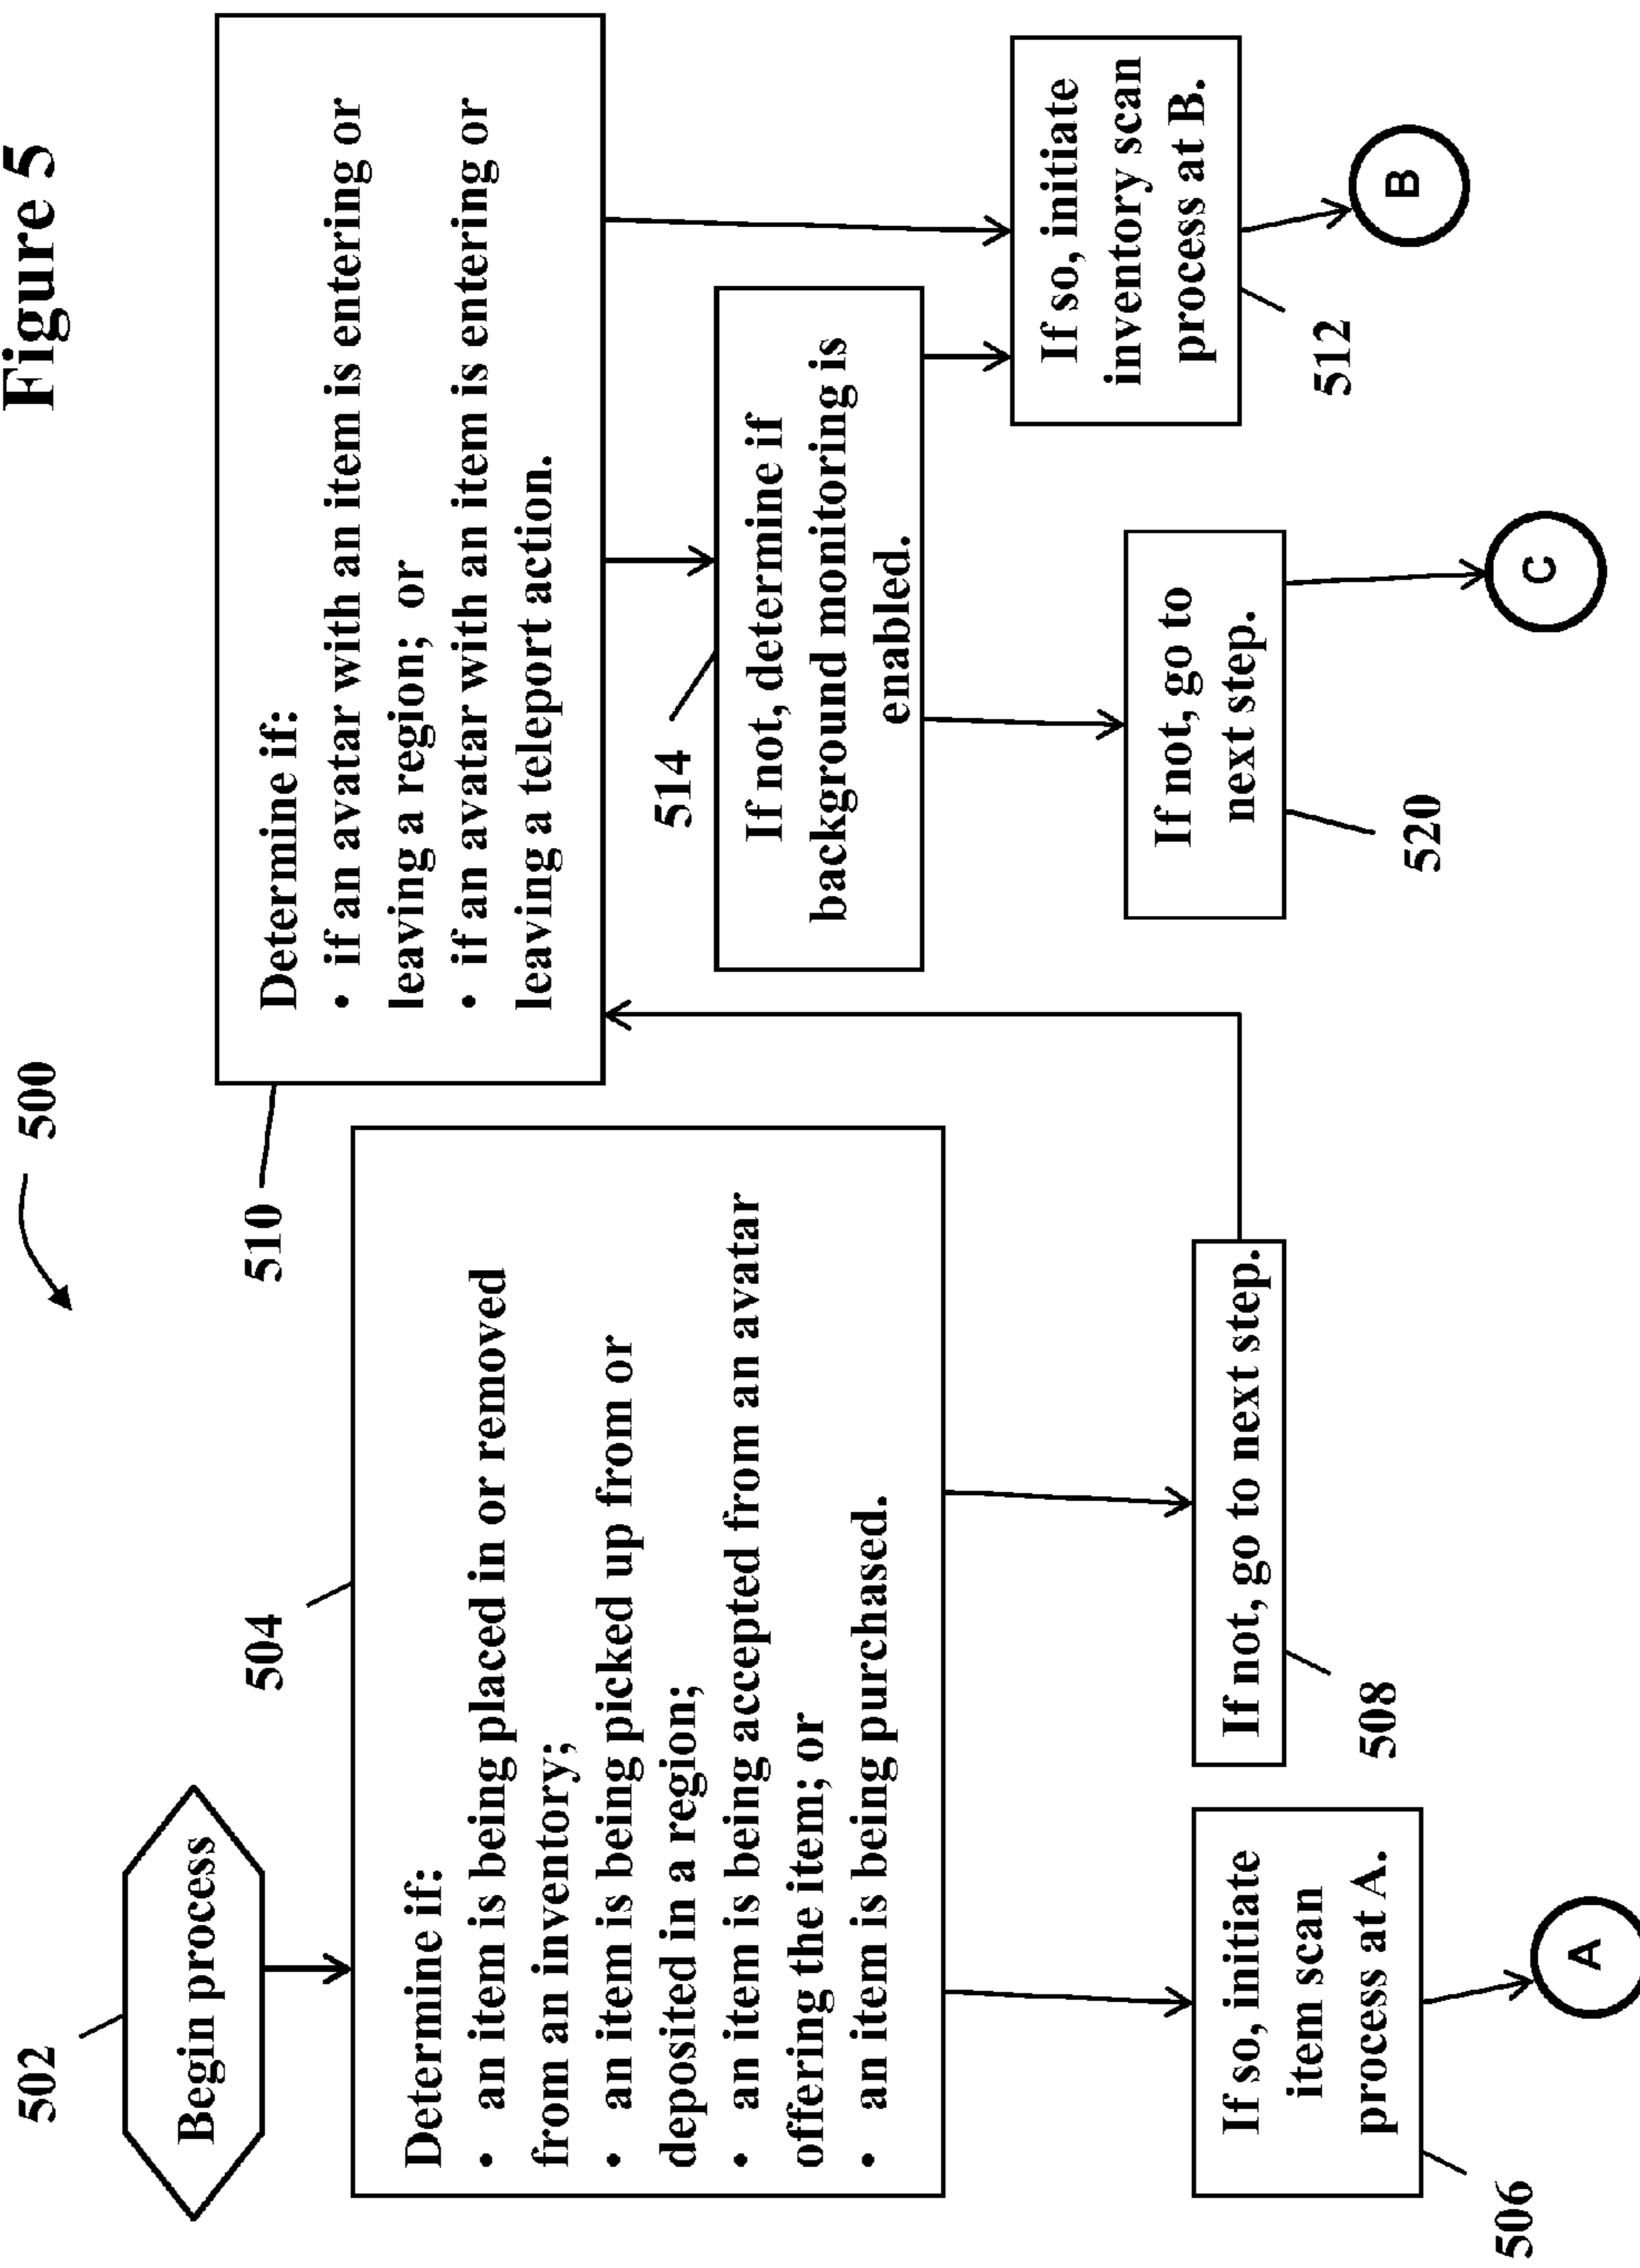 Figure 5
500
502
Begin process
504
Determine if:
• an item is being placed in or removed
from an inventory;
• an item is being picked up from or
deposited in a region;
• an item is being accepted from an avatar
offering the item; or
• an item is being purchased.
506
If so, initiate
item scan
process at A.
A
508
If not, go to next step.
510
Determine if:
• if an avatar with an item is entering or
leaving a region; or
• if an avatar with an item is entering or
leaving a teleport action.
514
If not, determine if
background monitoring is
enabled.
520
If not, go to
next step.
C
If so, initiate
inventory scan
process at B.
512
B